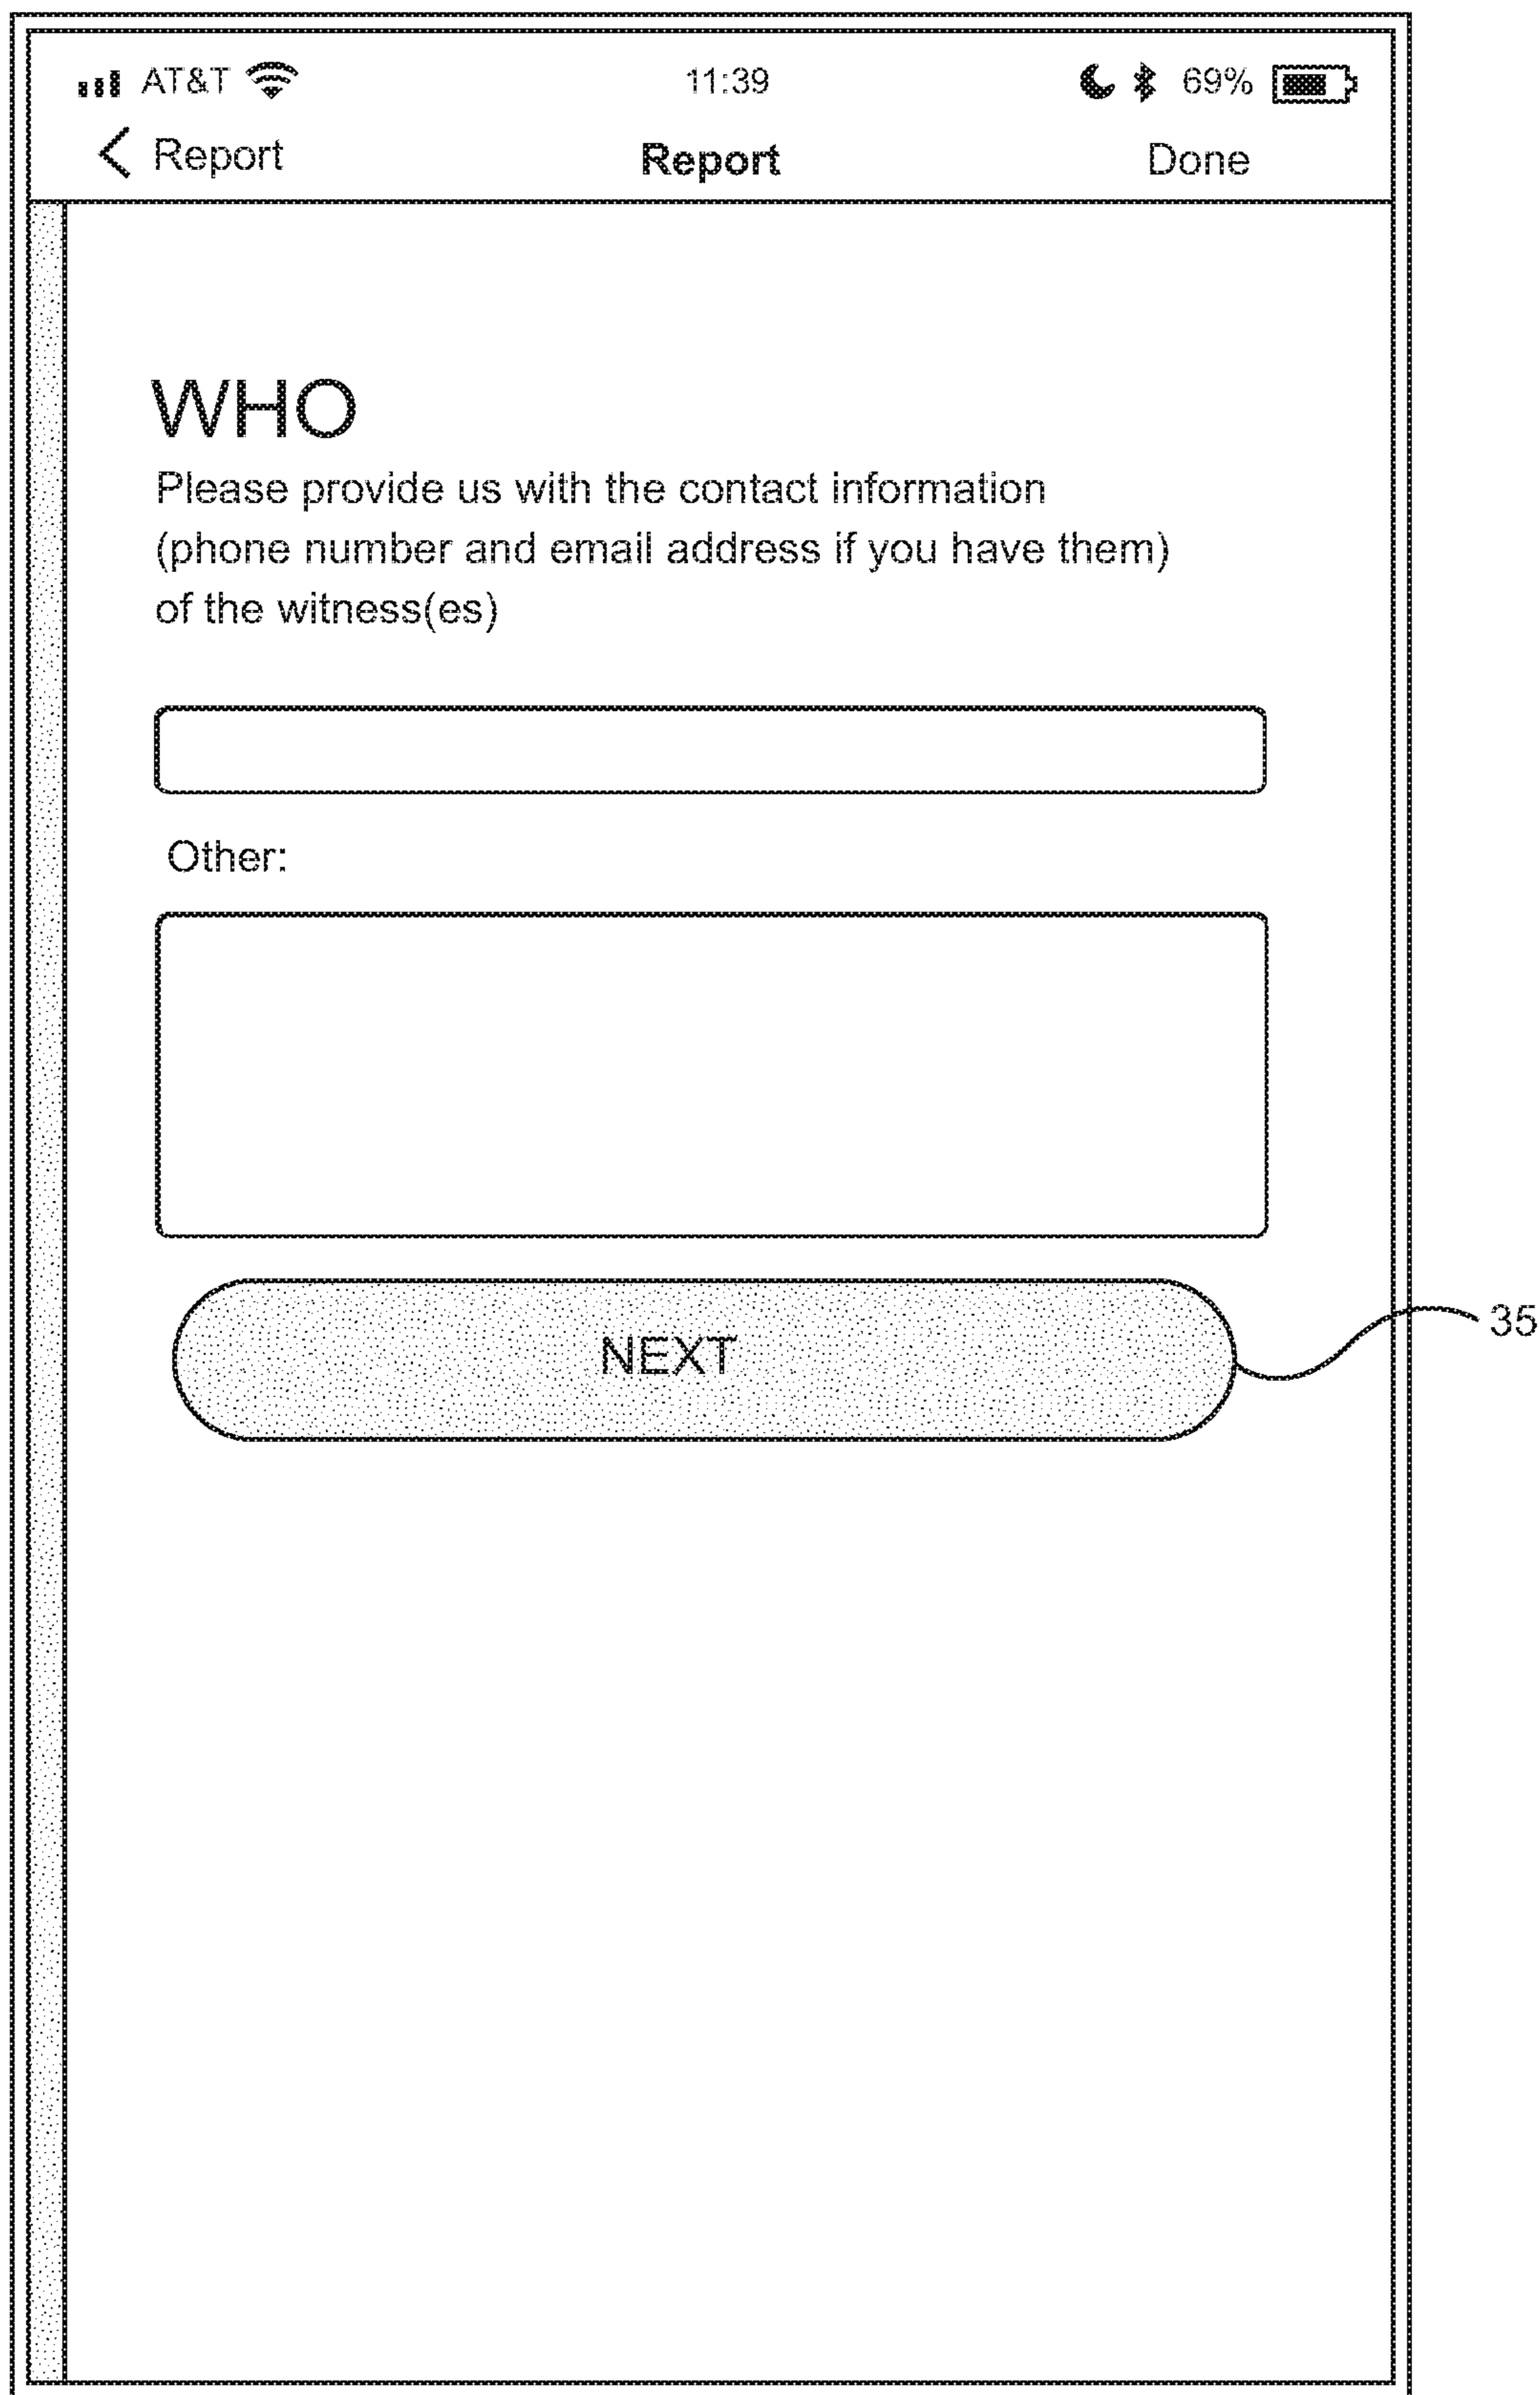 AT&T 11:39 69%
Report Report Done
WHO
Please provide us with the contact information
(phone number and email address if you have them)
of the witness(es)
Other:
NEXT
35